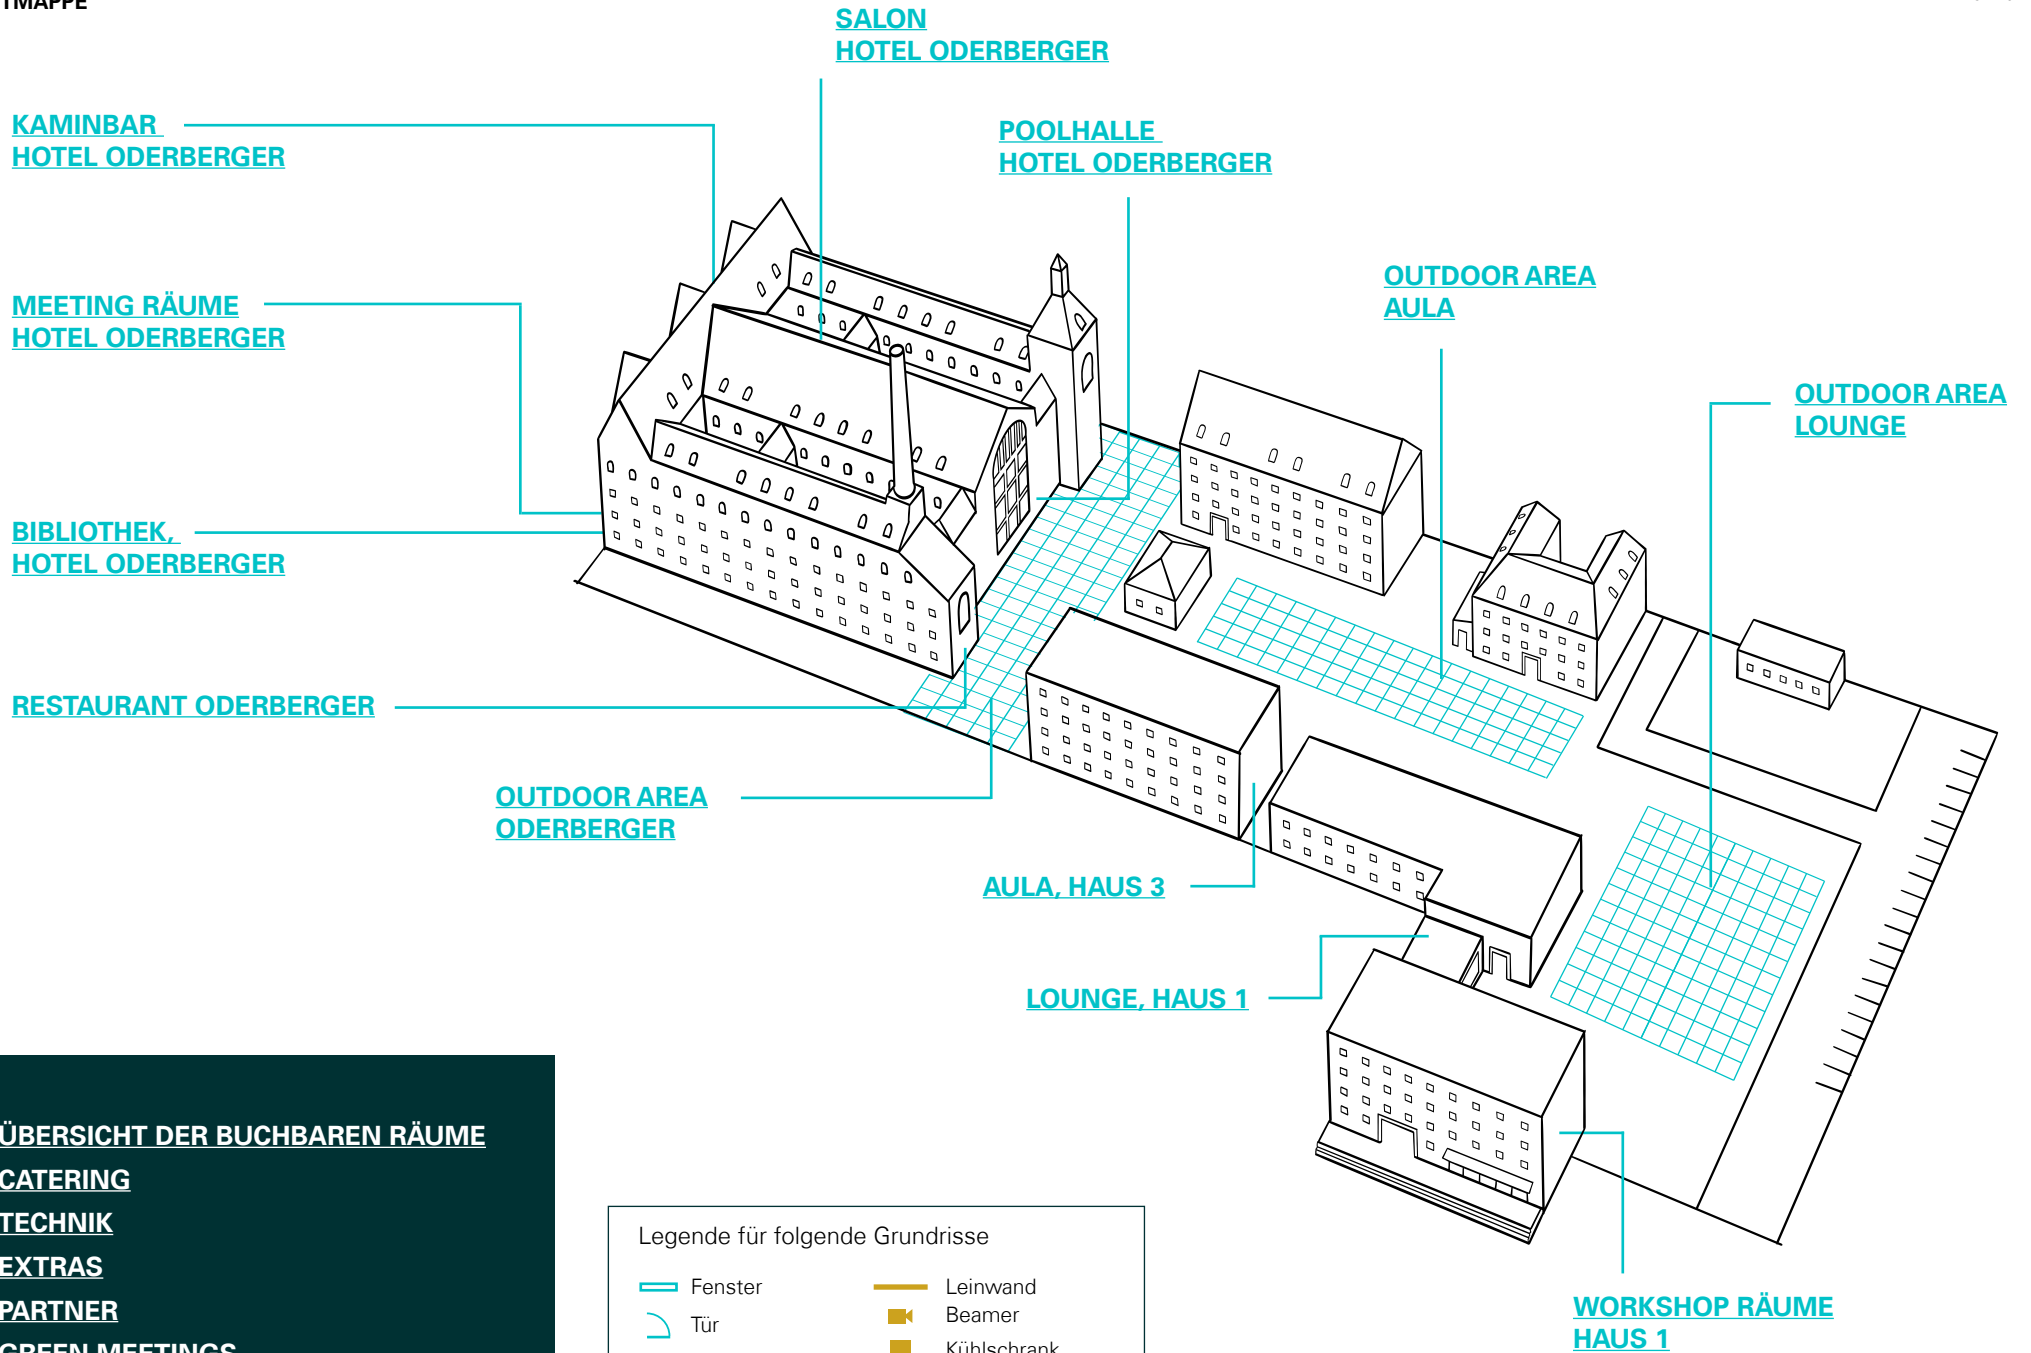 SALON
HOTEL ODERBERGER
KAMINBAR
HOTEL ODERBERGER
POOLHALLE
HOTEL ODERBERGER
MEETING RÄUME
HOTEL ODERBERGER
OUTDOOR AREA
AULA
OUTDOOR AREA
LOUNGE
BIBLIOTHEK,
HOTEL ODERBERGER
RESTAURANT ODERBERGER
OUTDOOR AREA
ODERBERGER
AULA, HAUS 3
LOUNGE, HAUS 1
WORKSHOP RÄUME
HAUS 1
ÜBERSICHT DER BUCHBAREN RÄUME
CATERING
TECHNIK
EXTRAS
PARTNER
GREEN MEETINGS
Legende für folgende Grundrisse
Fenster
Tür
Leinwand
Beamer
Kühlschrank